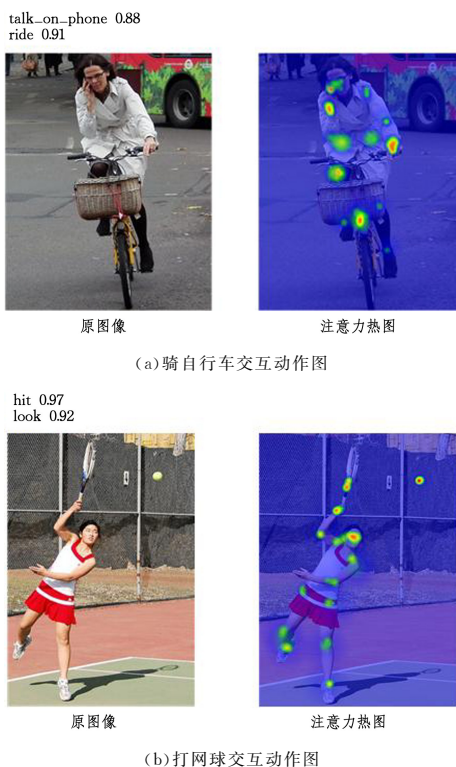 talk_on_phone 0.88
ride 0.91
原图像
注意力热图
(a)骑自行车交互动作图
hit 0.97
look 0.92
原图像
注意力热图
(b)打网球交互动作图